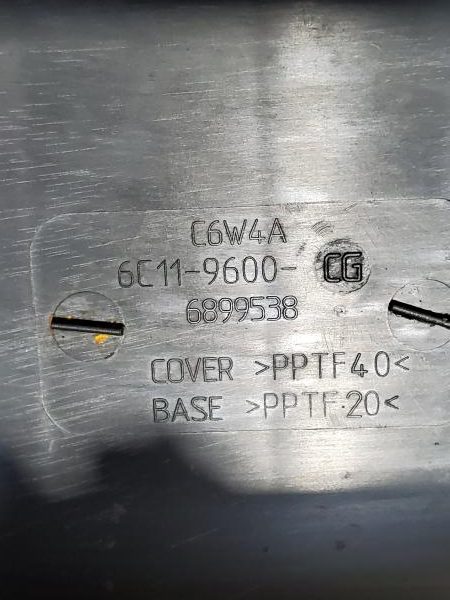 C6W4A
6C11-9600-CG
6899538
COVER >PPTF40<
BASE >PPTF20<